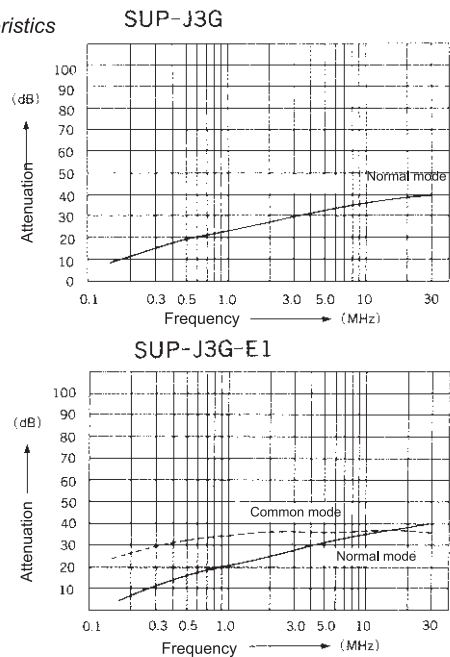 eristics
SUP-J3G
(dB)
Attenuation
100
90
80
70
60
50
40
30
20
10
0
Normal mode
0.1 0.3 0.5 1.0 3.0 5.0 10 30
Frequency (MHz)
SUP-J3G-E1
(dB)
Attenuation
100
90
80
70
60
50
40
30
20
10
Common mode
Normal mode
0.1 0.3 0.5 1.0 3.0 5.0 10 30
Frequency (MHz)